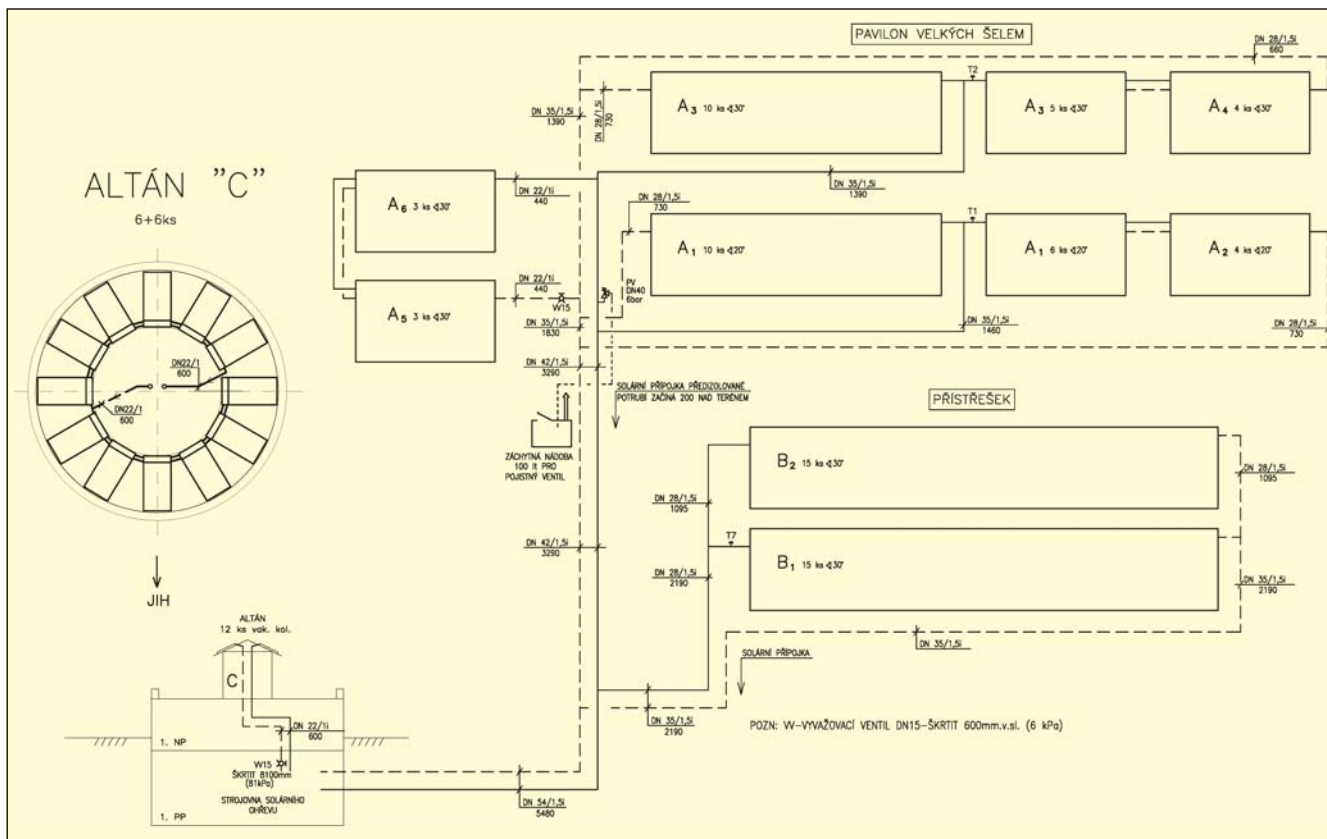 PAVILON VELKÝCH ŠELEM
DN 28/1,5i
660
T2
A3 10 ks ∢30°
A3 5 ks ∢30°
A4 4 ks ∢30°
DN 35/1,5i
1390
DN 28/1,5i
730
DN 35/1,5i
1390
ALTÁN "C"
6+6ks
A6 3 ks ∢30°
DN 22/1i
440
DN 28/1,5i
730
T1
A1 10 ks ∢20°
A1 6 ks ∢20°
A2 4 ks ∢20°
A5 3 ks ∢30°
DN 22/1i
440
W15
PV
DN40
6bar
DN 35/1,5i
1830
DN 35/1,5i
1460
DN 28/1,5i
730
DN 42/1,5i
3290
DN22/1
600
DN22/1
600
SOLÁRNÍ PŘÍPOJKA PŘEDIZOLOVANÉ
POTRUBÍ ZAČÍNÁ 200 NAD TERÉNEM
PŘÍSTŘEŠEK
ZÁCHYTNÁ NÁDOBA
100 lt PRO
POJISTNÝ VENTIL
B2 15 ks ∢30°
DN 28/1,5i
1095
DN 28/1,5i
1095
DN 42/1,5i
3290
T7
B1 15 ks ∢30°
DN 28/1,5i
2190
DN 35/1,5i
2190
JIH
DN 35/1,5i
ALTÁN
12 ks vak. kol.
C
SOLÁRNÍ PŘÍPOJKA
DN 22/1i
600
DN 35/1,5i
2190
POZN: VV-VYVAŽOVACÍ VENTIL DN15-ŠKRTIT 600mm.v.sl. (6 kPa)
1. NP
W15
ŠKRTIT 8100mm
(81kPa)
STROJOVNA SOLÁRNÍHO
OHŘEVU
1. PP
DN 54/1,5i
5480